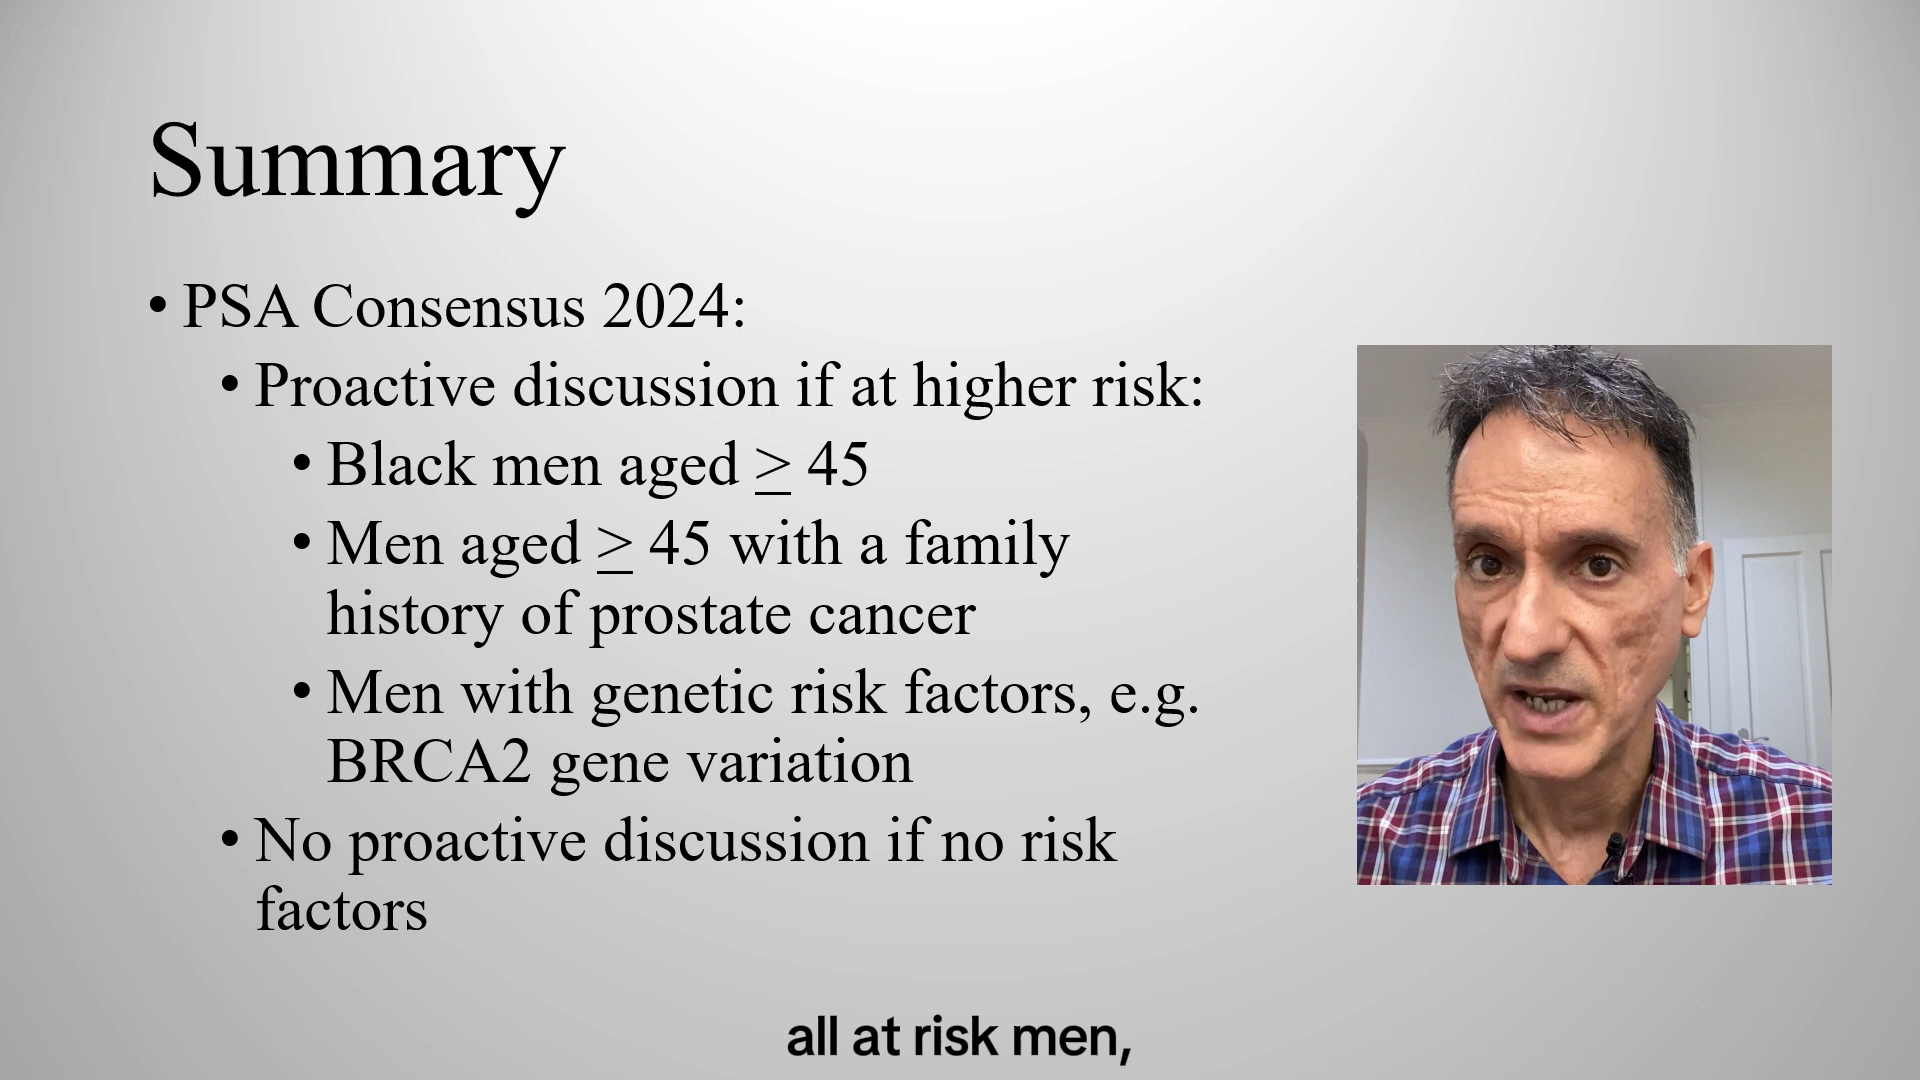 Summary
• PSA Consensus 2024:
• Proactive discussion if at higher risk:
• Black men aged ≥ 45
• Men aged ≥ 45 with a family
history of prostate cancer
• Men with genetic risk factors, e.g.
BRCA2 gene variation
• No proactive discussion if no risk
factors
all at risk men,